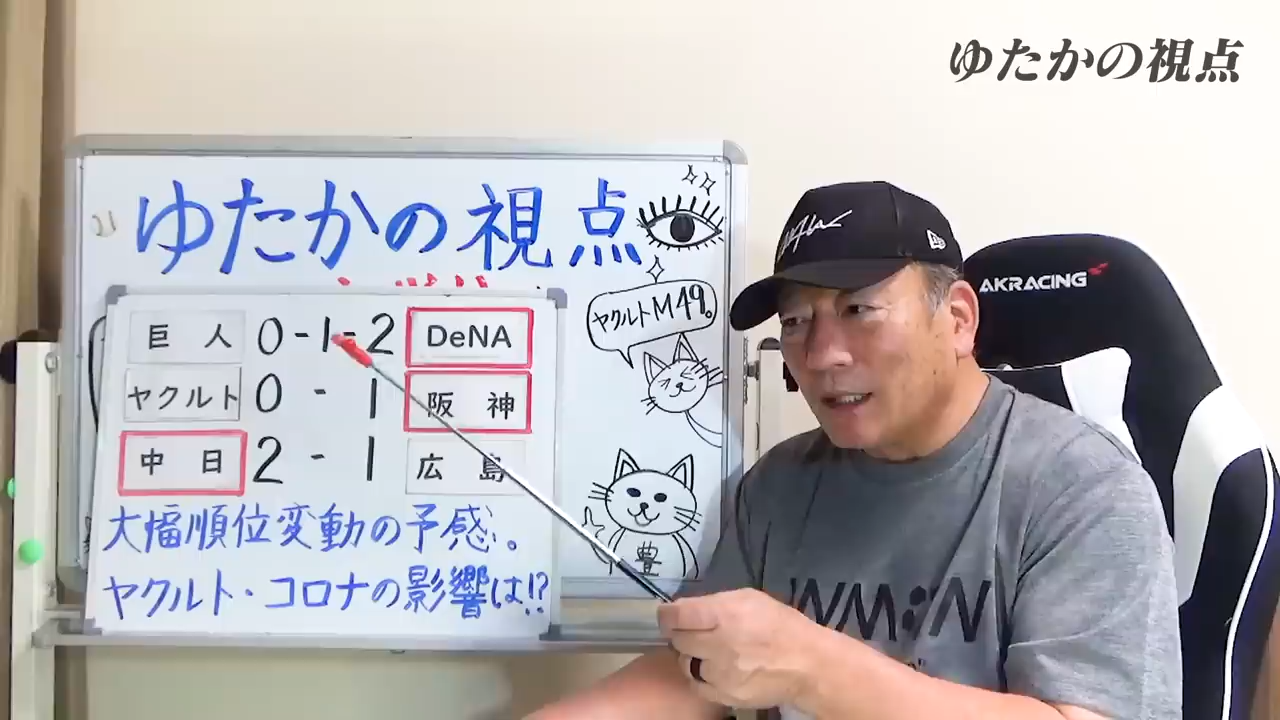 ゆたかの視点
ゆたかの視点
ヤクルトM49。
巨人 0-1-2 DeNA
ヤクルト 0 - 1 阪神
中日 2 - 1 広島
大幅順位変動の予感。
ヤクルト・コロナの影響は!?
豊
AKRACING